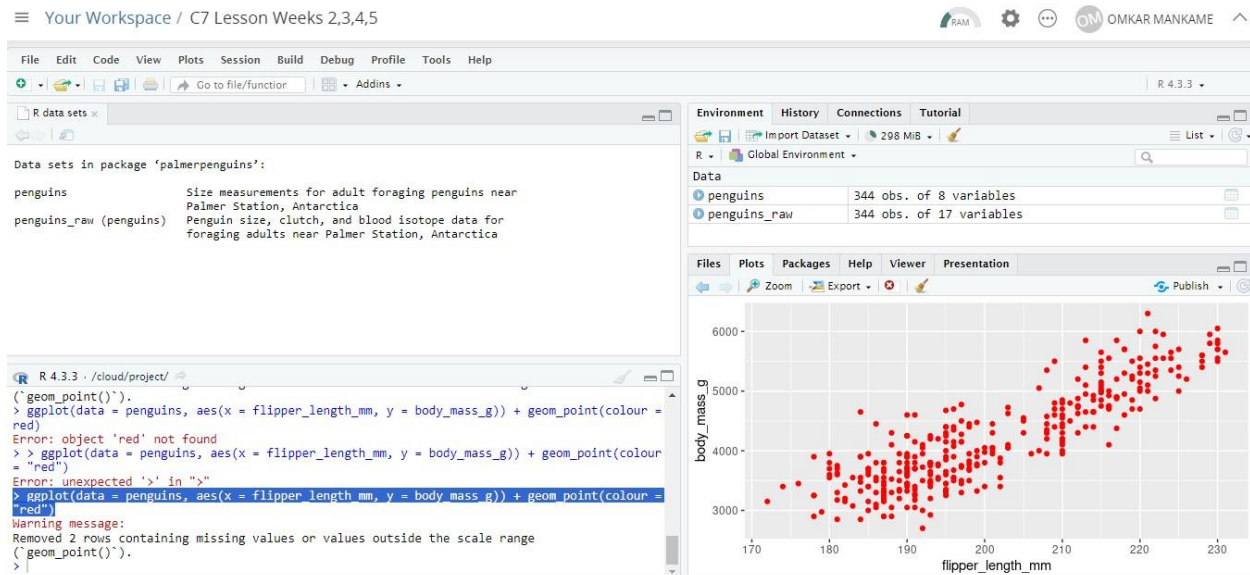 Your Workspace / C7 Lesson Weeks 2,3,4,5
RAM
OM OMKAR MANKAME
File Edit Code View Plots Session Build Debug Profile Tools Help
Go to file/function Addins R 4.3.3
R data sets
Data sets in package ‘palmerpenguins’:
penguins Size measurements for adult foraging penguins near
Palmer Station, Antarctica
penguins_raw (penguins) Penguin size, clutch, and blood isotope data for
foraging adults near Palmer Station, Antarctica
R 4.3.3 · /cloud/project/
(`geom_point()`).
> ggplot(data = penguins, aes(x = flipper_length_mm, y = body_mass_g)) + geom_point(colour =
red)
Error: object 'red' not found
> > ggplot(data = penguins, aes(x = flipper_length_mm, y = body_mass_g)) + geom_point(colour
= "red")
Error: unexpected '>' in ">"
> ggplot(data = penguins, aes(x = flipper_length_mm, y = body_mass_g)) + geom_point(colour =
"red")
Warning message:
Removed 2 rows containing missing values or values outside the scale range
(`geom_point()`).
>
Environment History Connections Tutorial
Import Dataset 298 MiB List
R Global Environment
Data
penguins 344 obs. of 8 variables
penguins_raw 344 obs. of 17 variables
Files Plots Packages Help Viewer Presentation
Zoom Export Publish
6000
5000
4000
3000
body_mass_g
170 180 190 200 210 220 230
flipper_length_mm